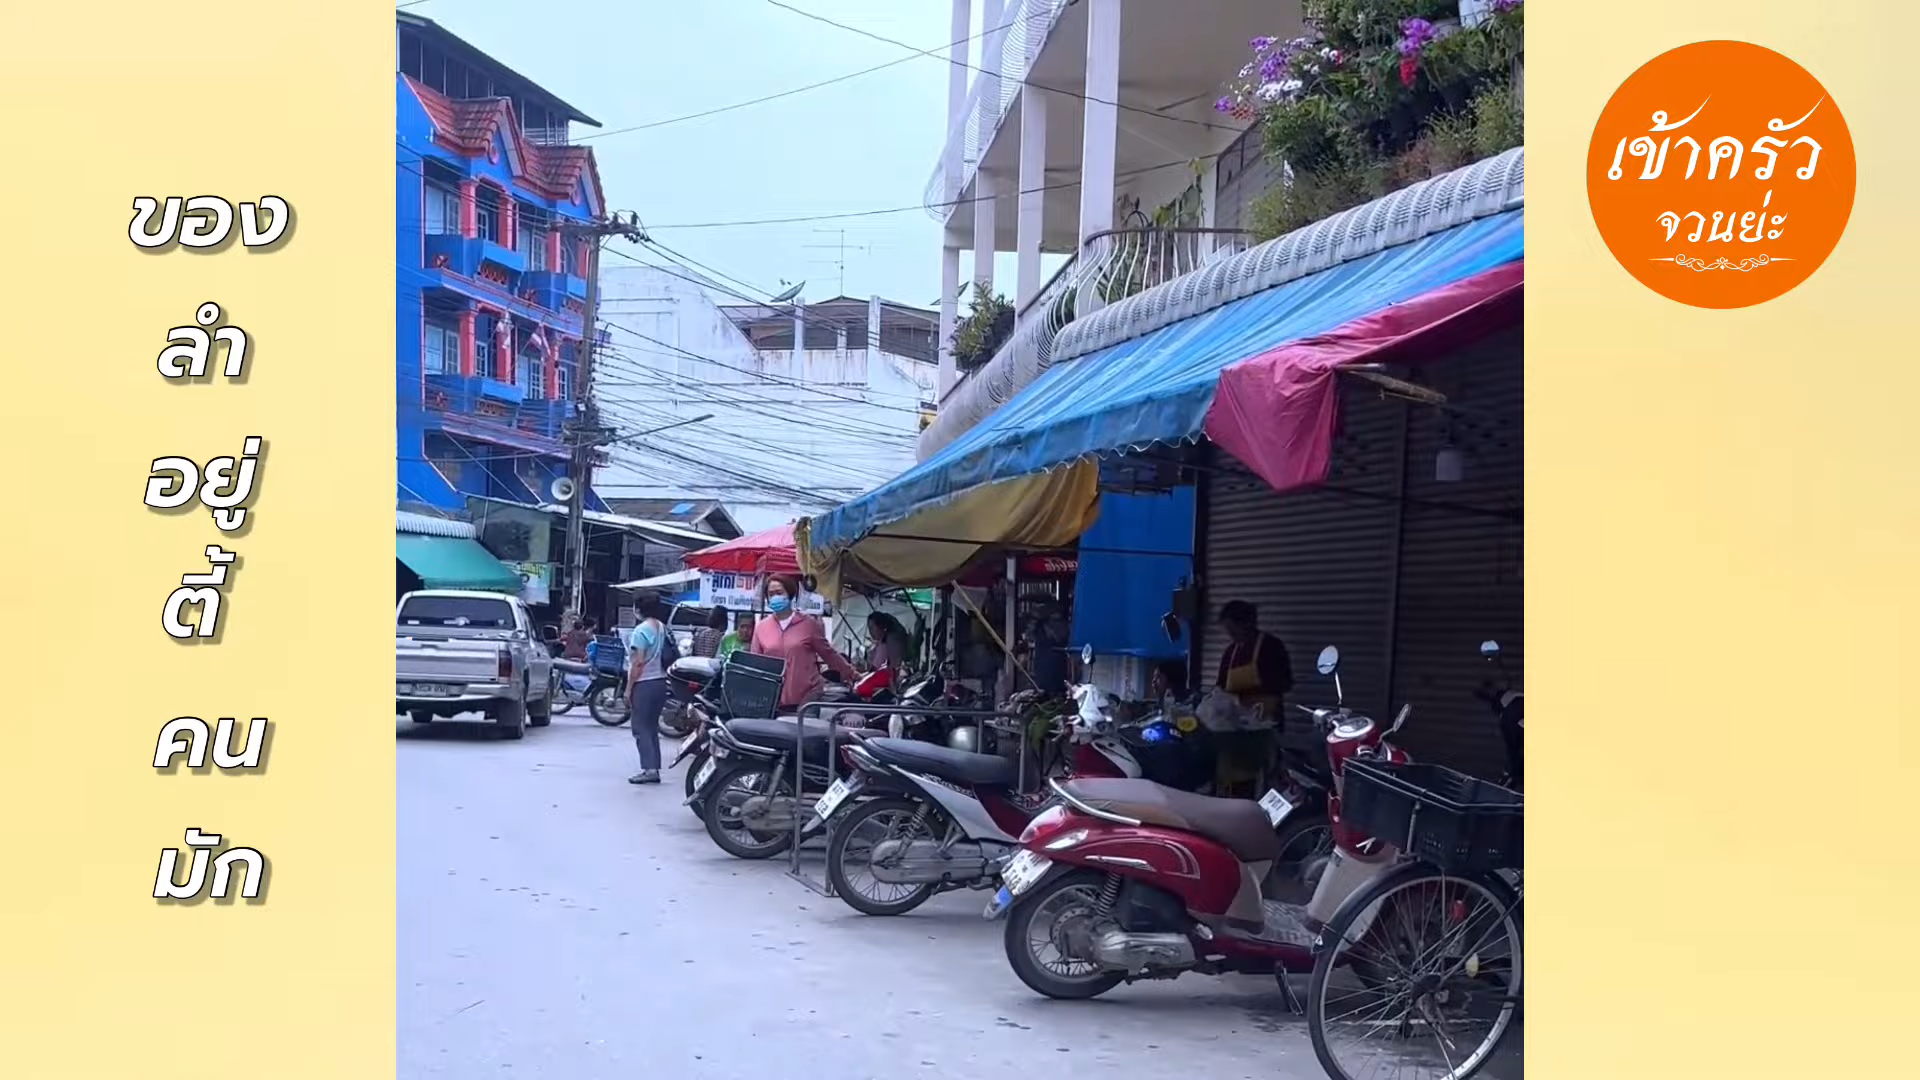 ของ
ลำ
อยู่
ตี้
คน
มัก
เข้าครัว
จวนย่ะ